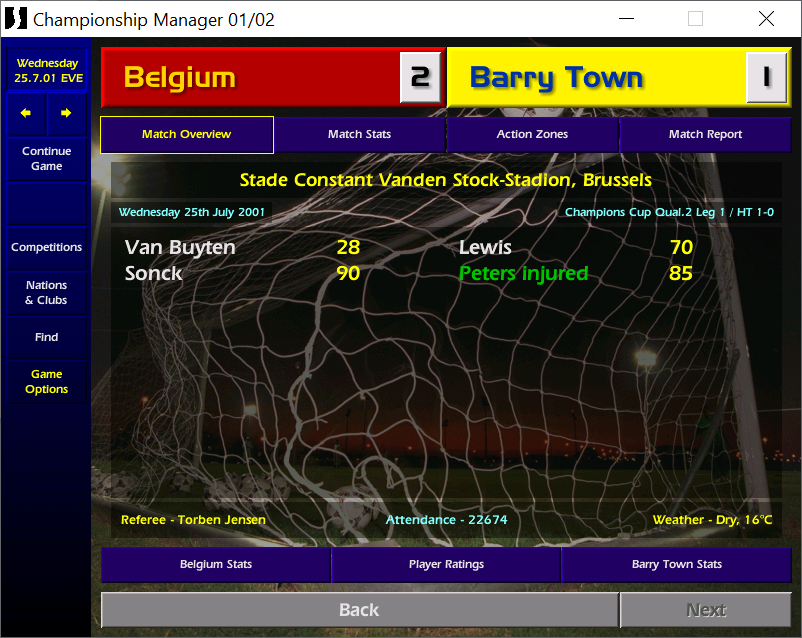 Championship Manager 01/02
Wednesday
25.7.01 EVE
Continue
Game
Competitions
Nations
& Clubs
Find
Game
Options
Belgium 2 Barry Town 1
Match Overview Match Stats Action Zones Match Report
Stade Constant Vanden Stock-Stadion, Brussels
Wednesday 25th July 2001 Champions Cup Qual.2 Leg 1 / HT 1-0
Van Buyten 28 Lewis 70
Sonck 90 Peters injured 85
Referee - Torben Jensen Attendance - 22674 Weather - Dry, 16°C
Belgium Stats Player Ratings Barry Town Stats
Back Next